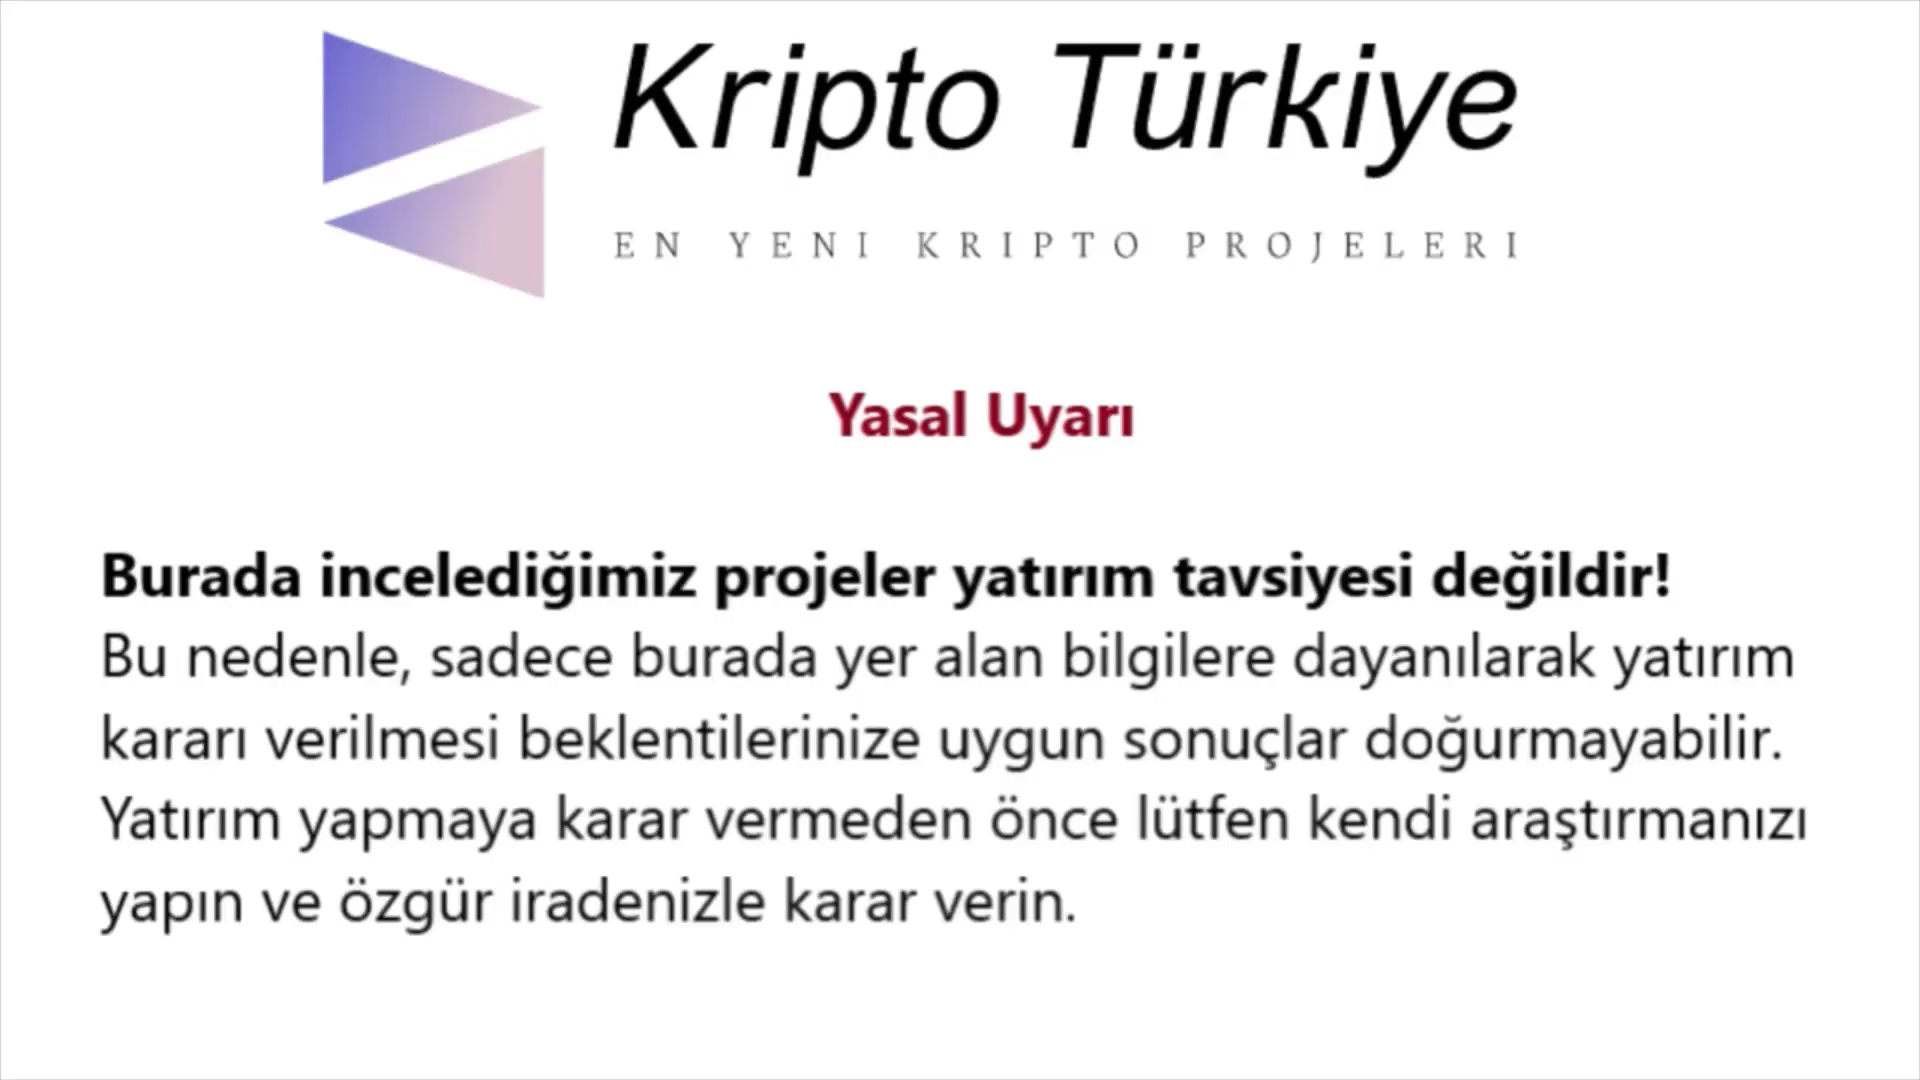 Kripto Türkiye
EN YENI KRIPTO PROJELERI
Yasal Uyarı
Burada incelediğimiz projeler yatırım tavsiyesi değildir!
Bu nedenle, sadece burada yer alan bilgilere dayanılarak yatırım
kararı verilmesi beklentilerinize uygun sonuçlar doğurmayabilir.
Yatırım yapmaya karar vermeden önce lütfen kendi araştırmanızı
yapın ve özgür iradenizle karar verin.